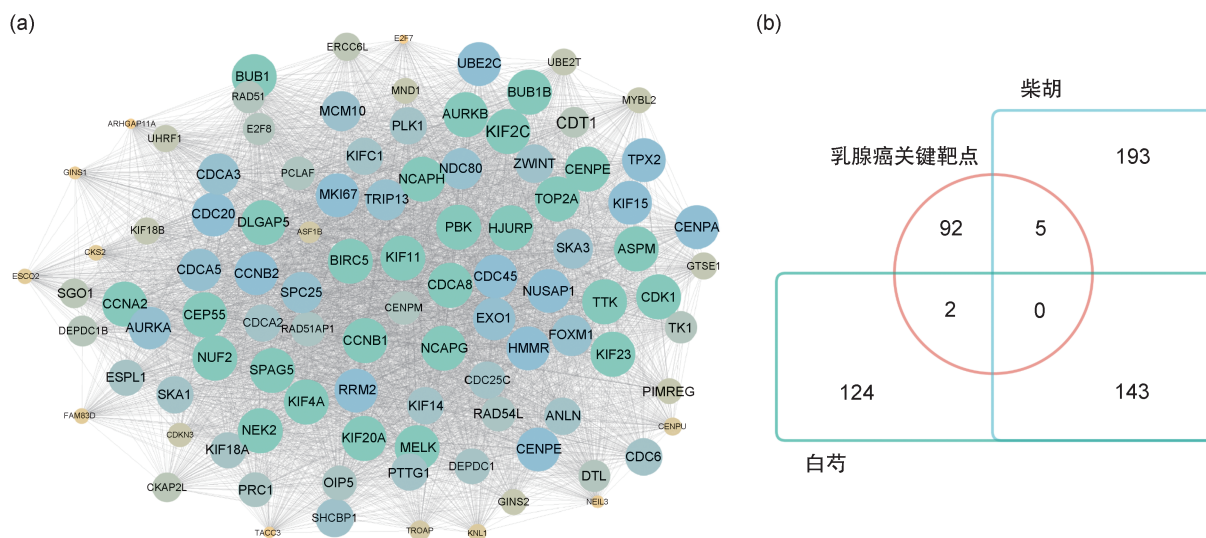 (a)
E2F7
ERCC6L
UBE2C
UBE2T
BUB1
RAD51
MND1
BUB1B
MYBL2
MCM10
AURKB
ARHGAP11A
E2F8
PLK1
KIF2C
CDT1
UHRF1
KIFC1
ZWINT
TPX2
GINS1
CDCA3
PCLAF
NCAPH
NDC80
CENPE
MKI67
TRIP13
TOP2A
KIF15
CDC20
DLGAP5
KIF18B
ASF1B
PBK
HJURP
CENPA
CKS2
SKA3
ASPM
BIRC5
KIF11
GTSE1
ESCO2
CDCA5
CCNB2
CDC45
SGO1
SPC25
CDCA8
NUSAP1
CCNA2
TTK
CDK1
CEP55
CENPM
AURKA
CDCA2
RAD51AP1
EXO1
DEPDC1B
FOXM1
TK1
CCNB1
NCAPG
HMMR
NUF2
KIF23
SPAG5
ESPL1
CDC25C
SKA1
RRM2
PIMREG
KIF4A
KIF14
RAD54L
ANLN
FAM83D
CDKN3
NEK2
KIF20A
CENPU
KIF18A
MELK
CENPE
CDC6
PTTG1
DEPDC1
DTL
CKAP2L
PRC1
OIP5
GINS2
NEIL3
SHCBP1
TACC3
TROAP
KNL1
(b)
柴胡
193
乳腺癌关键靶点
92
5
2
0
124
143
白芍